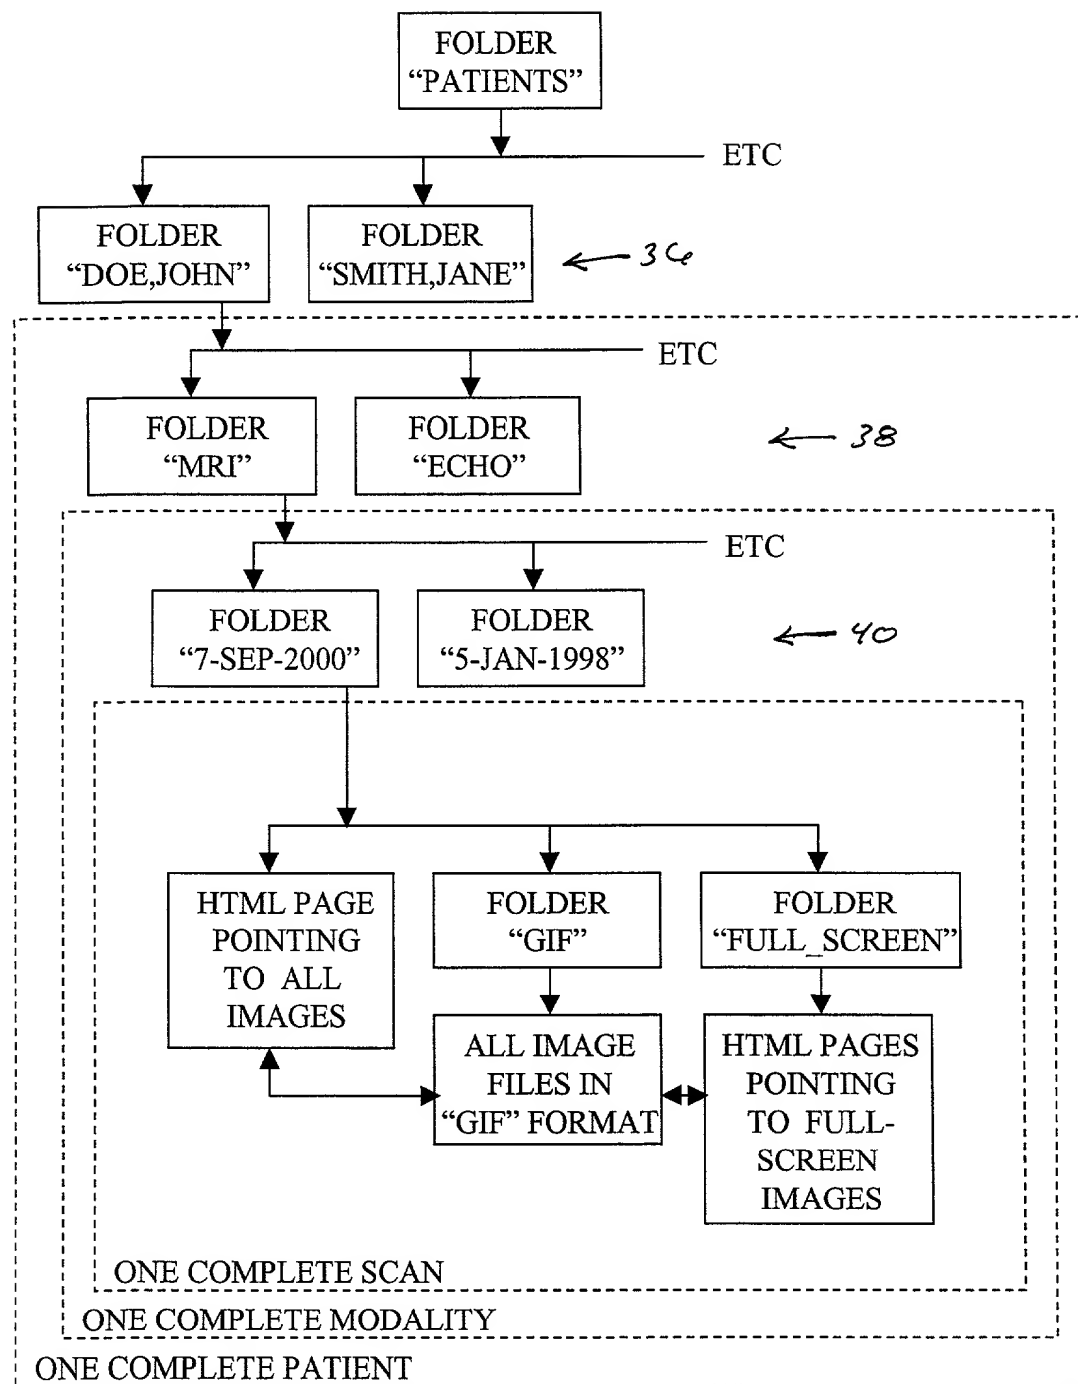 FOLDER
“PATIENTS”
ETC
FOLDER
“DOE,JOHN”
FOLDER
“SMITH,JANE”
36
ETC
FOLDER
“MRI”
FOLDER
“ECHO”
38
ETC
FOLDER
“7-SEP-2000”
FOLDER
“5-JAN-1998”
40
HTML PAGE
POINTING
TO ALL
IMAGES
FOLDER
“GIF”
FOLDER
“FULL_SCREEN”
ALL IMAGE
FILES IN
“GIF” FORMAT
HTML PAGES
POINTING
TO FULL-
SCREEN
IMAGES
ONE COMPLETE SCAN
ONE COMPLETE MODALITY
ONE COMPLETE PATIENT